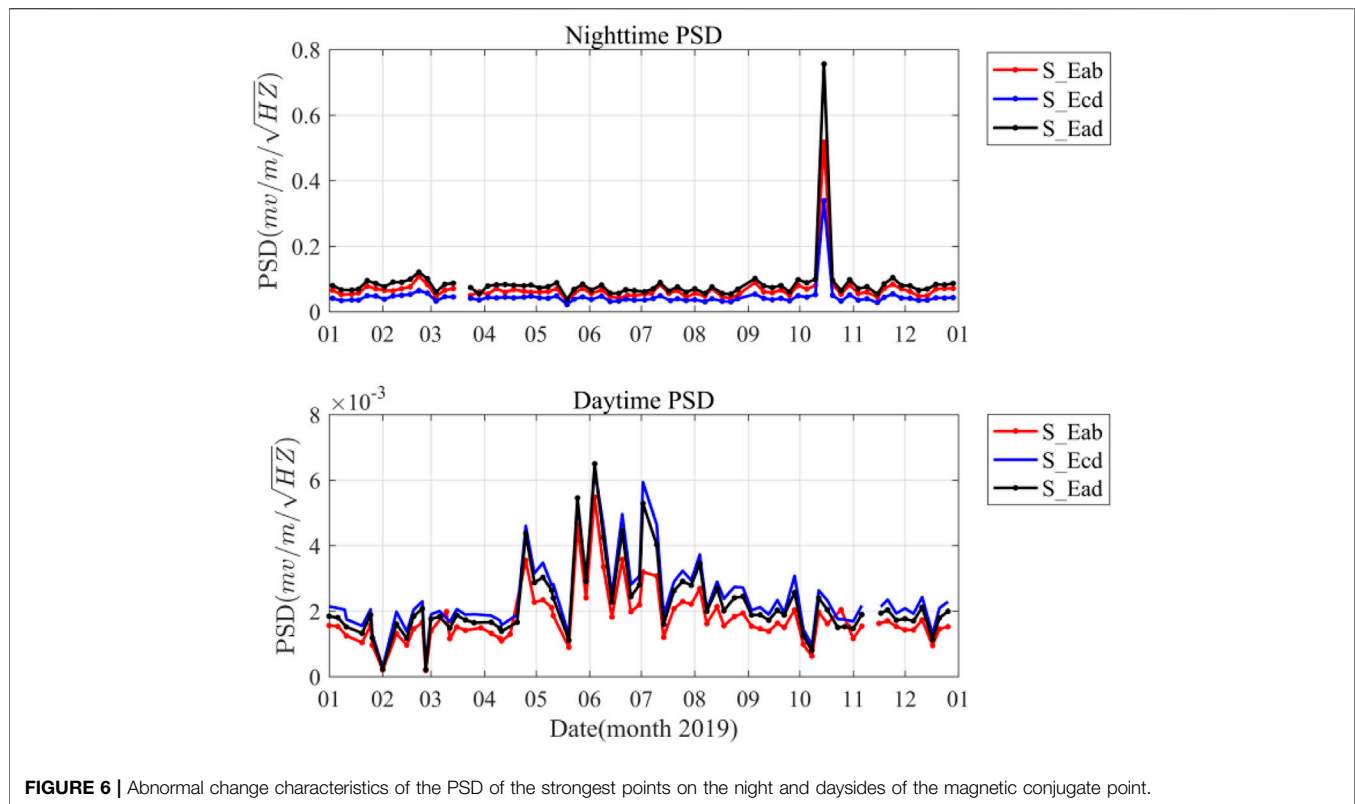 Nighttime PSD
PSD(mv/m/√HZ)
0.8
0.6
0.4
0.2
0
01 02 03 04 05 06 07 08 09 10 11 12 01
S_Eab
S_Ecd
S_Ead
×10⁻³
Daytime PSD
PSD(mv/m/√HZ)
8
6
4
2
0
01 02 03 04 05 06 07 08 09 10 11 12 01
Date(month 2019)
S_Eab
S_Ecd
S_Ead
FIGURE 6 | Abnormal change characteristics of the PSD of the strongest points on the night and daysides of the magnetic conjugate point.